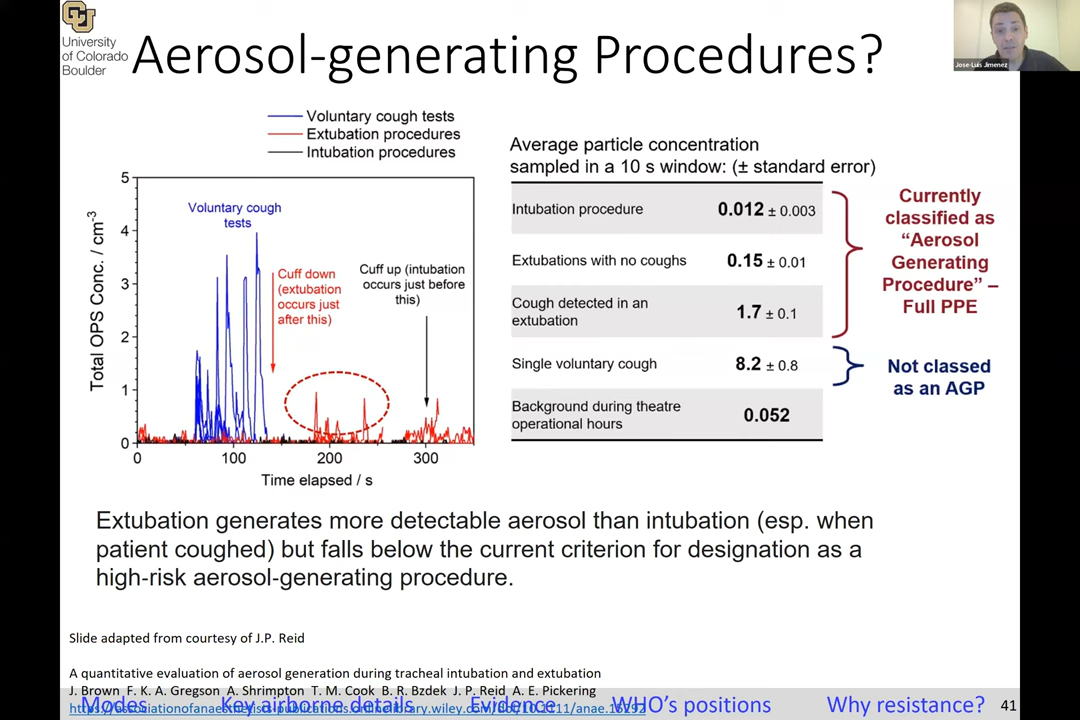 University
of Colorado
Boulder
Aerosol-generating Procedures?
Jose-Luis Jimenez
Voluntary cough tests
Extubation procedures
Intubation procedures
Total OPS Conc. / cm-3
5
4
3
2
1
0
0
100
200
300
Time elapsed / s
Voluntary cough
tests
Cuff down
(extubation
occurs just
after this)
Cuff up (intubation
occurs just before
this)
Average particle concentration
sampled in a 10 s window: (± standard error)
Intubation procedure 0.012 ± 0.003
Extubations with no coughs 0.15 ± 0.01
Cough detected in an
extubation 1.7 ± 0.1
Single voluntary cough 8.2 ± 0.8
Background during theatre
operational hours 0.052
Currently
classified as
“Aerosol
Generating
Procedure” –
Full PPE
Not classed
as an AGP
Extubation generates more detectable aerosol than intubation (esp. when
patient coughed) but falls below the current criterion for designation as a
high-risk aerosol-generating procedure.
Slide adapted from courtesy of J.P. Reid
A quantitative evaluation of aerosol generation during tracheal intubation and extubation
J. Brown F. K. A. Gregson A. Shrimpton T. M. Cook B. R. Bzdek J. P. Reid A. E. Pickering
https://associationofanaesthetists-publications.onlinelibrary.wiley.com/doi/10.1111/anae.15292
Modes Key airborne details Evidence WHO’s positions Why resistance? 41